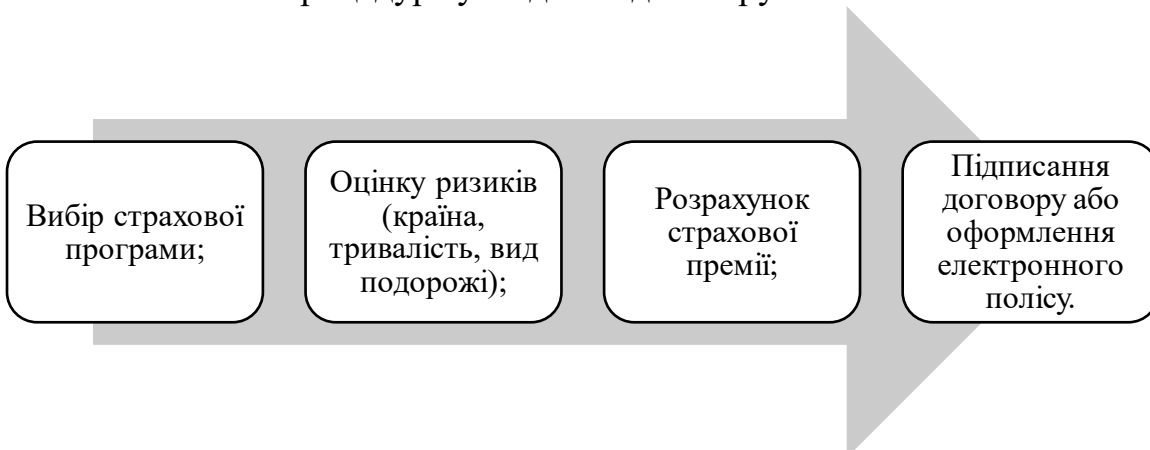 Вибір страхової
програми;
Оцінку ризиків
(країна,
тривалість, вид
подорожі);
Розрахунок
страхової
премії;
Підписання
договору або
оформлення
електронного
полісу.